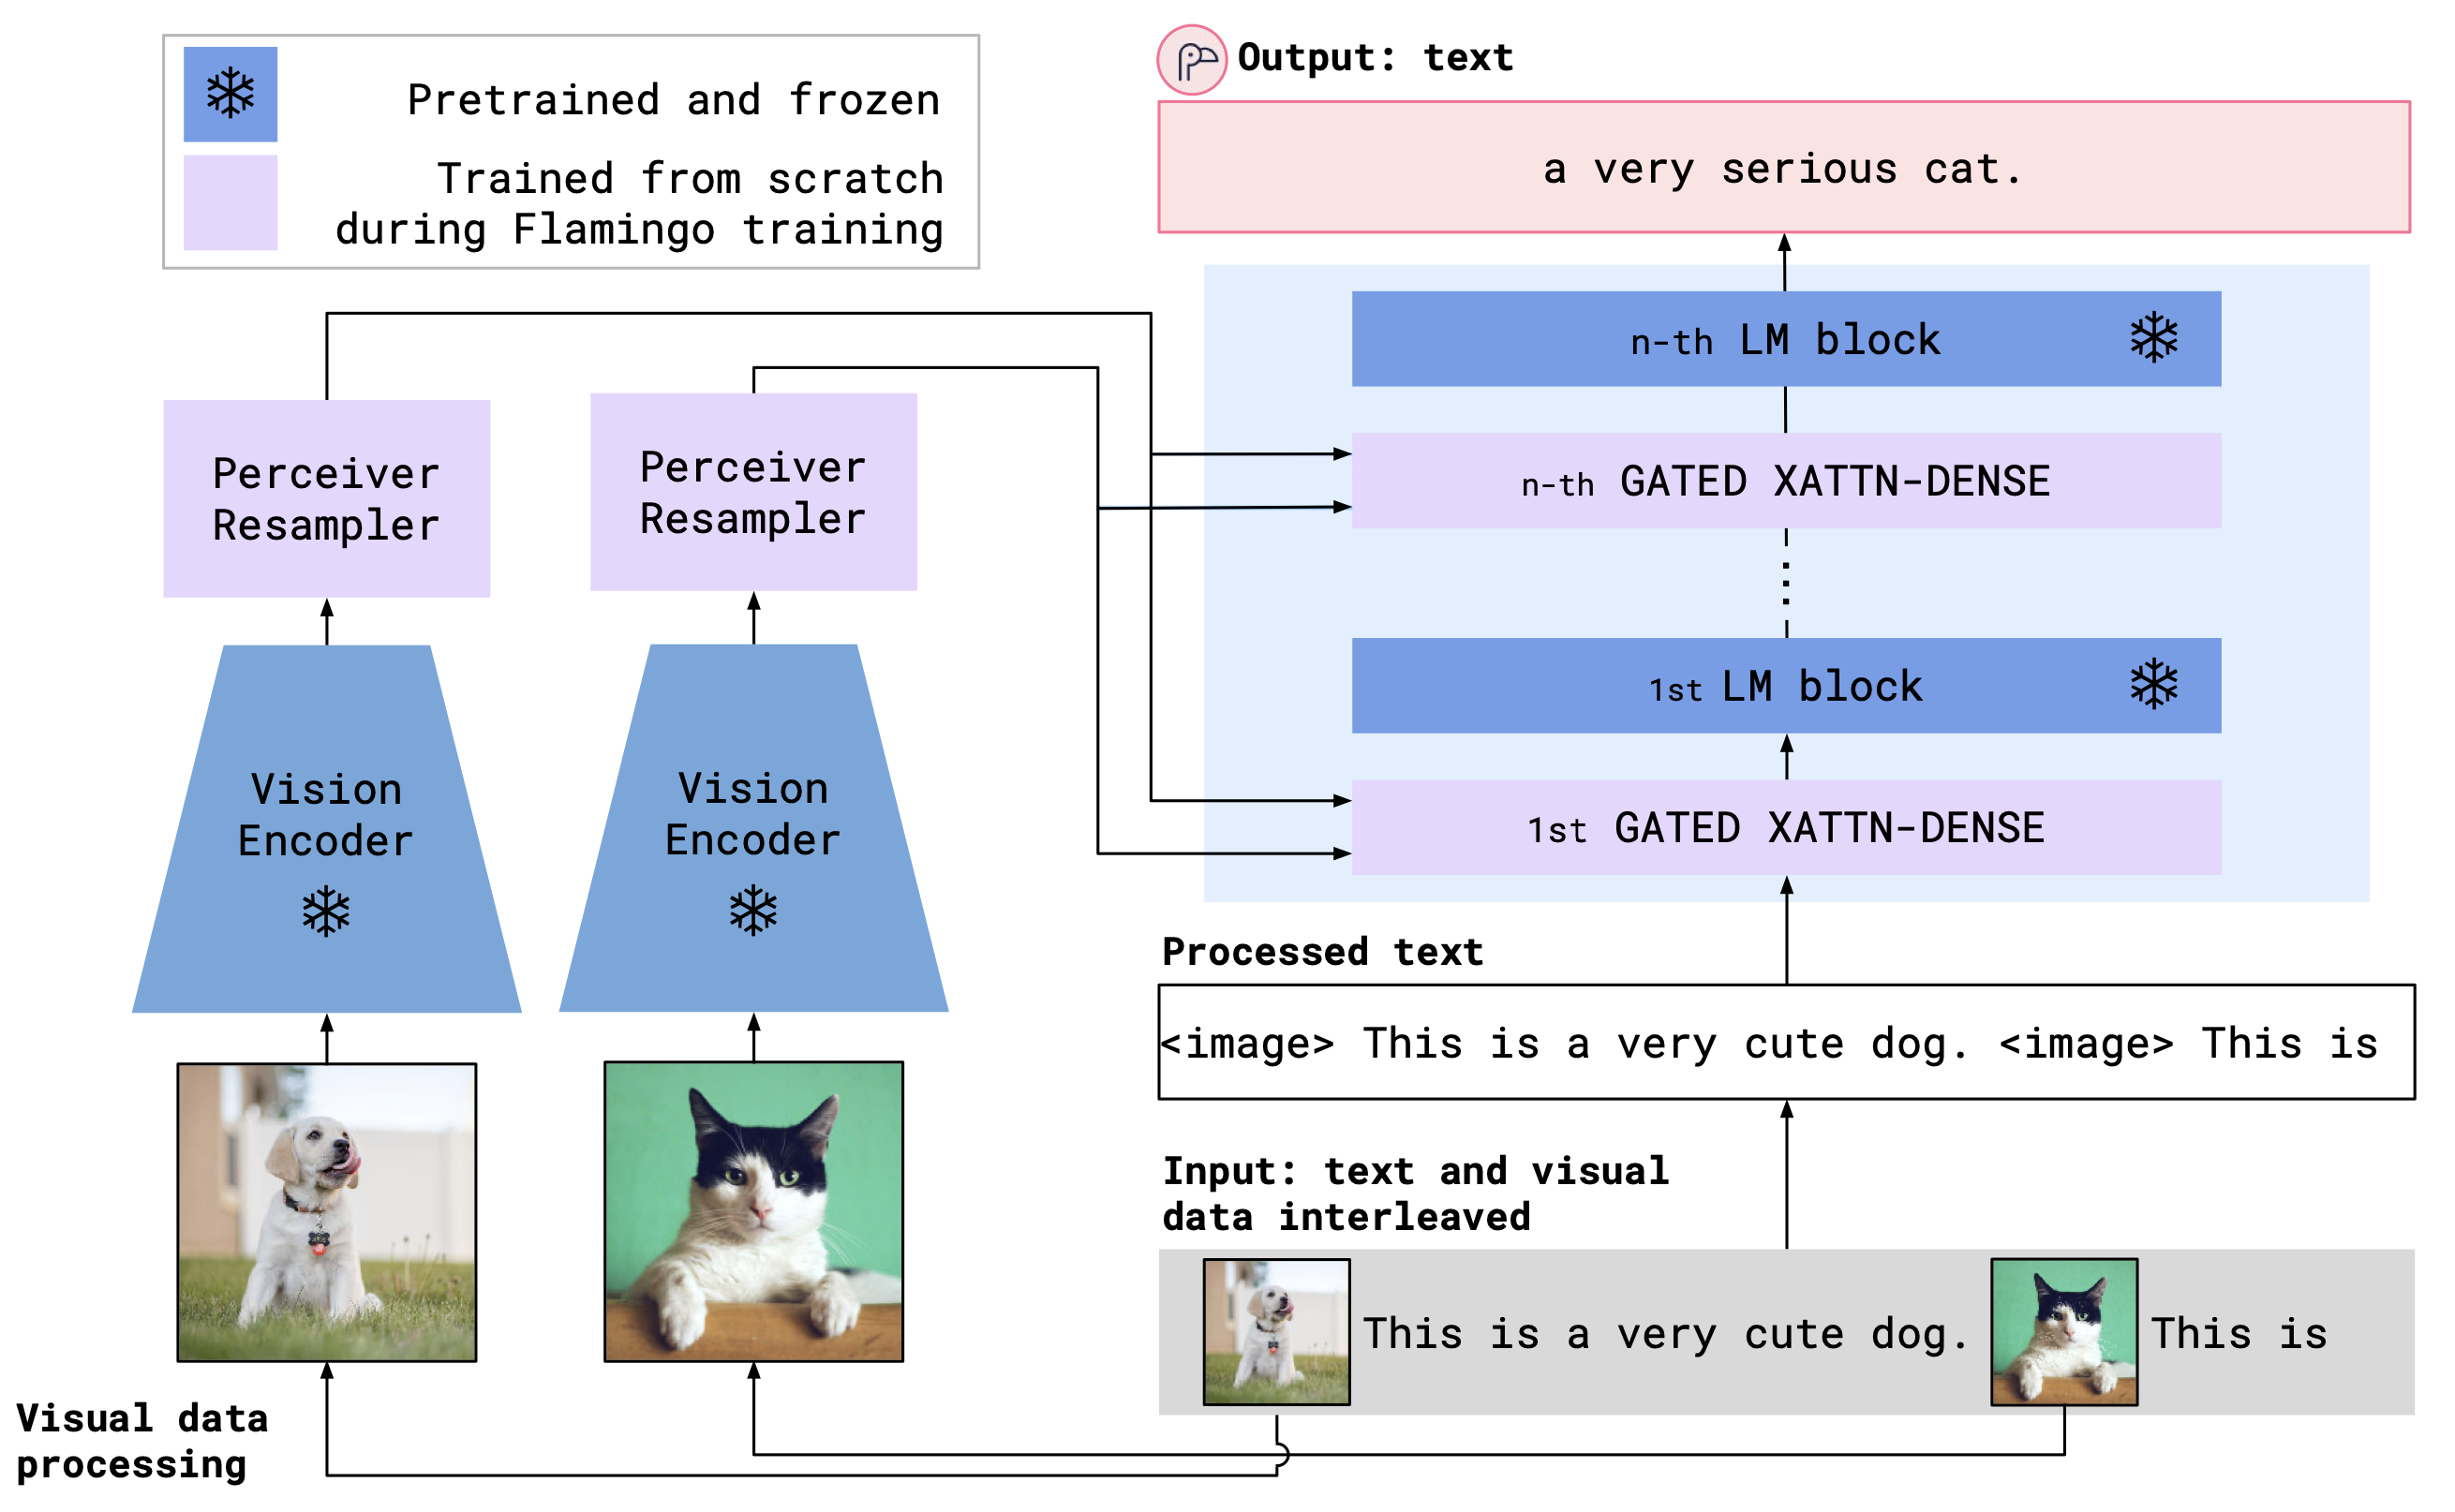 Pretrained and frozen
Trained from scratch
during Flamingo training
Output: text
a very serious cat.
n-th LM block
n-th GATED XATTN-DENSE
1st LM block
1st GATED XATTN-DENSE
Perceiver
Resampler
Perceiver
Resampler
Vision
Encoder
Vision
Encoder
Processed text
<image> This is a very cute dog. <image> This is
Input: text and visual
data interleaved
This is a very cute dog.
This is
Visual data
processing